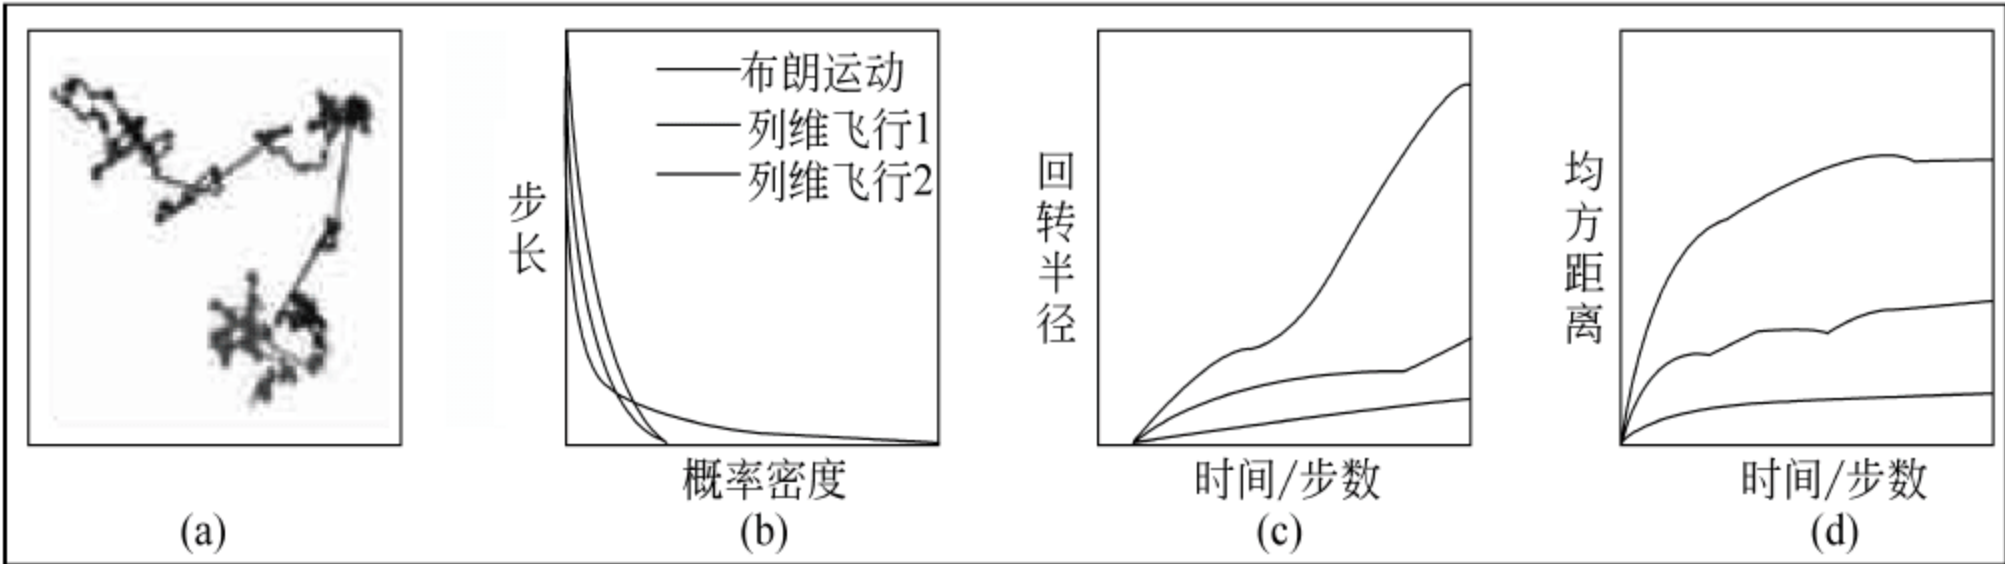 布朗运动
列维飞行1
列维飞行2
步长
概率密度
回转半径
时间/步数
均方距离
时间/步数
(a)
(b)
(c)
(d)